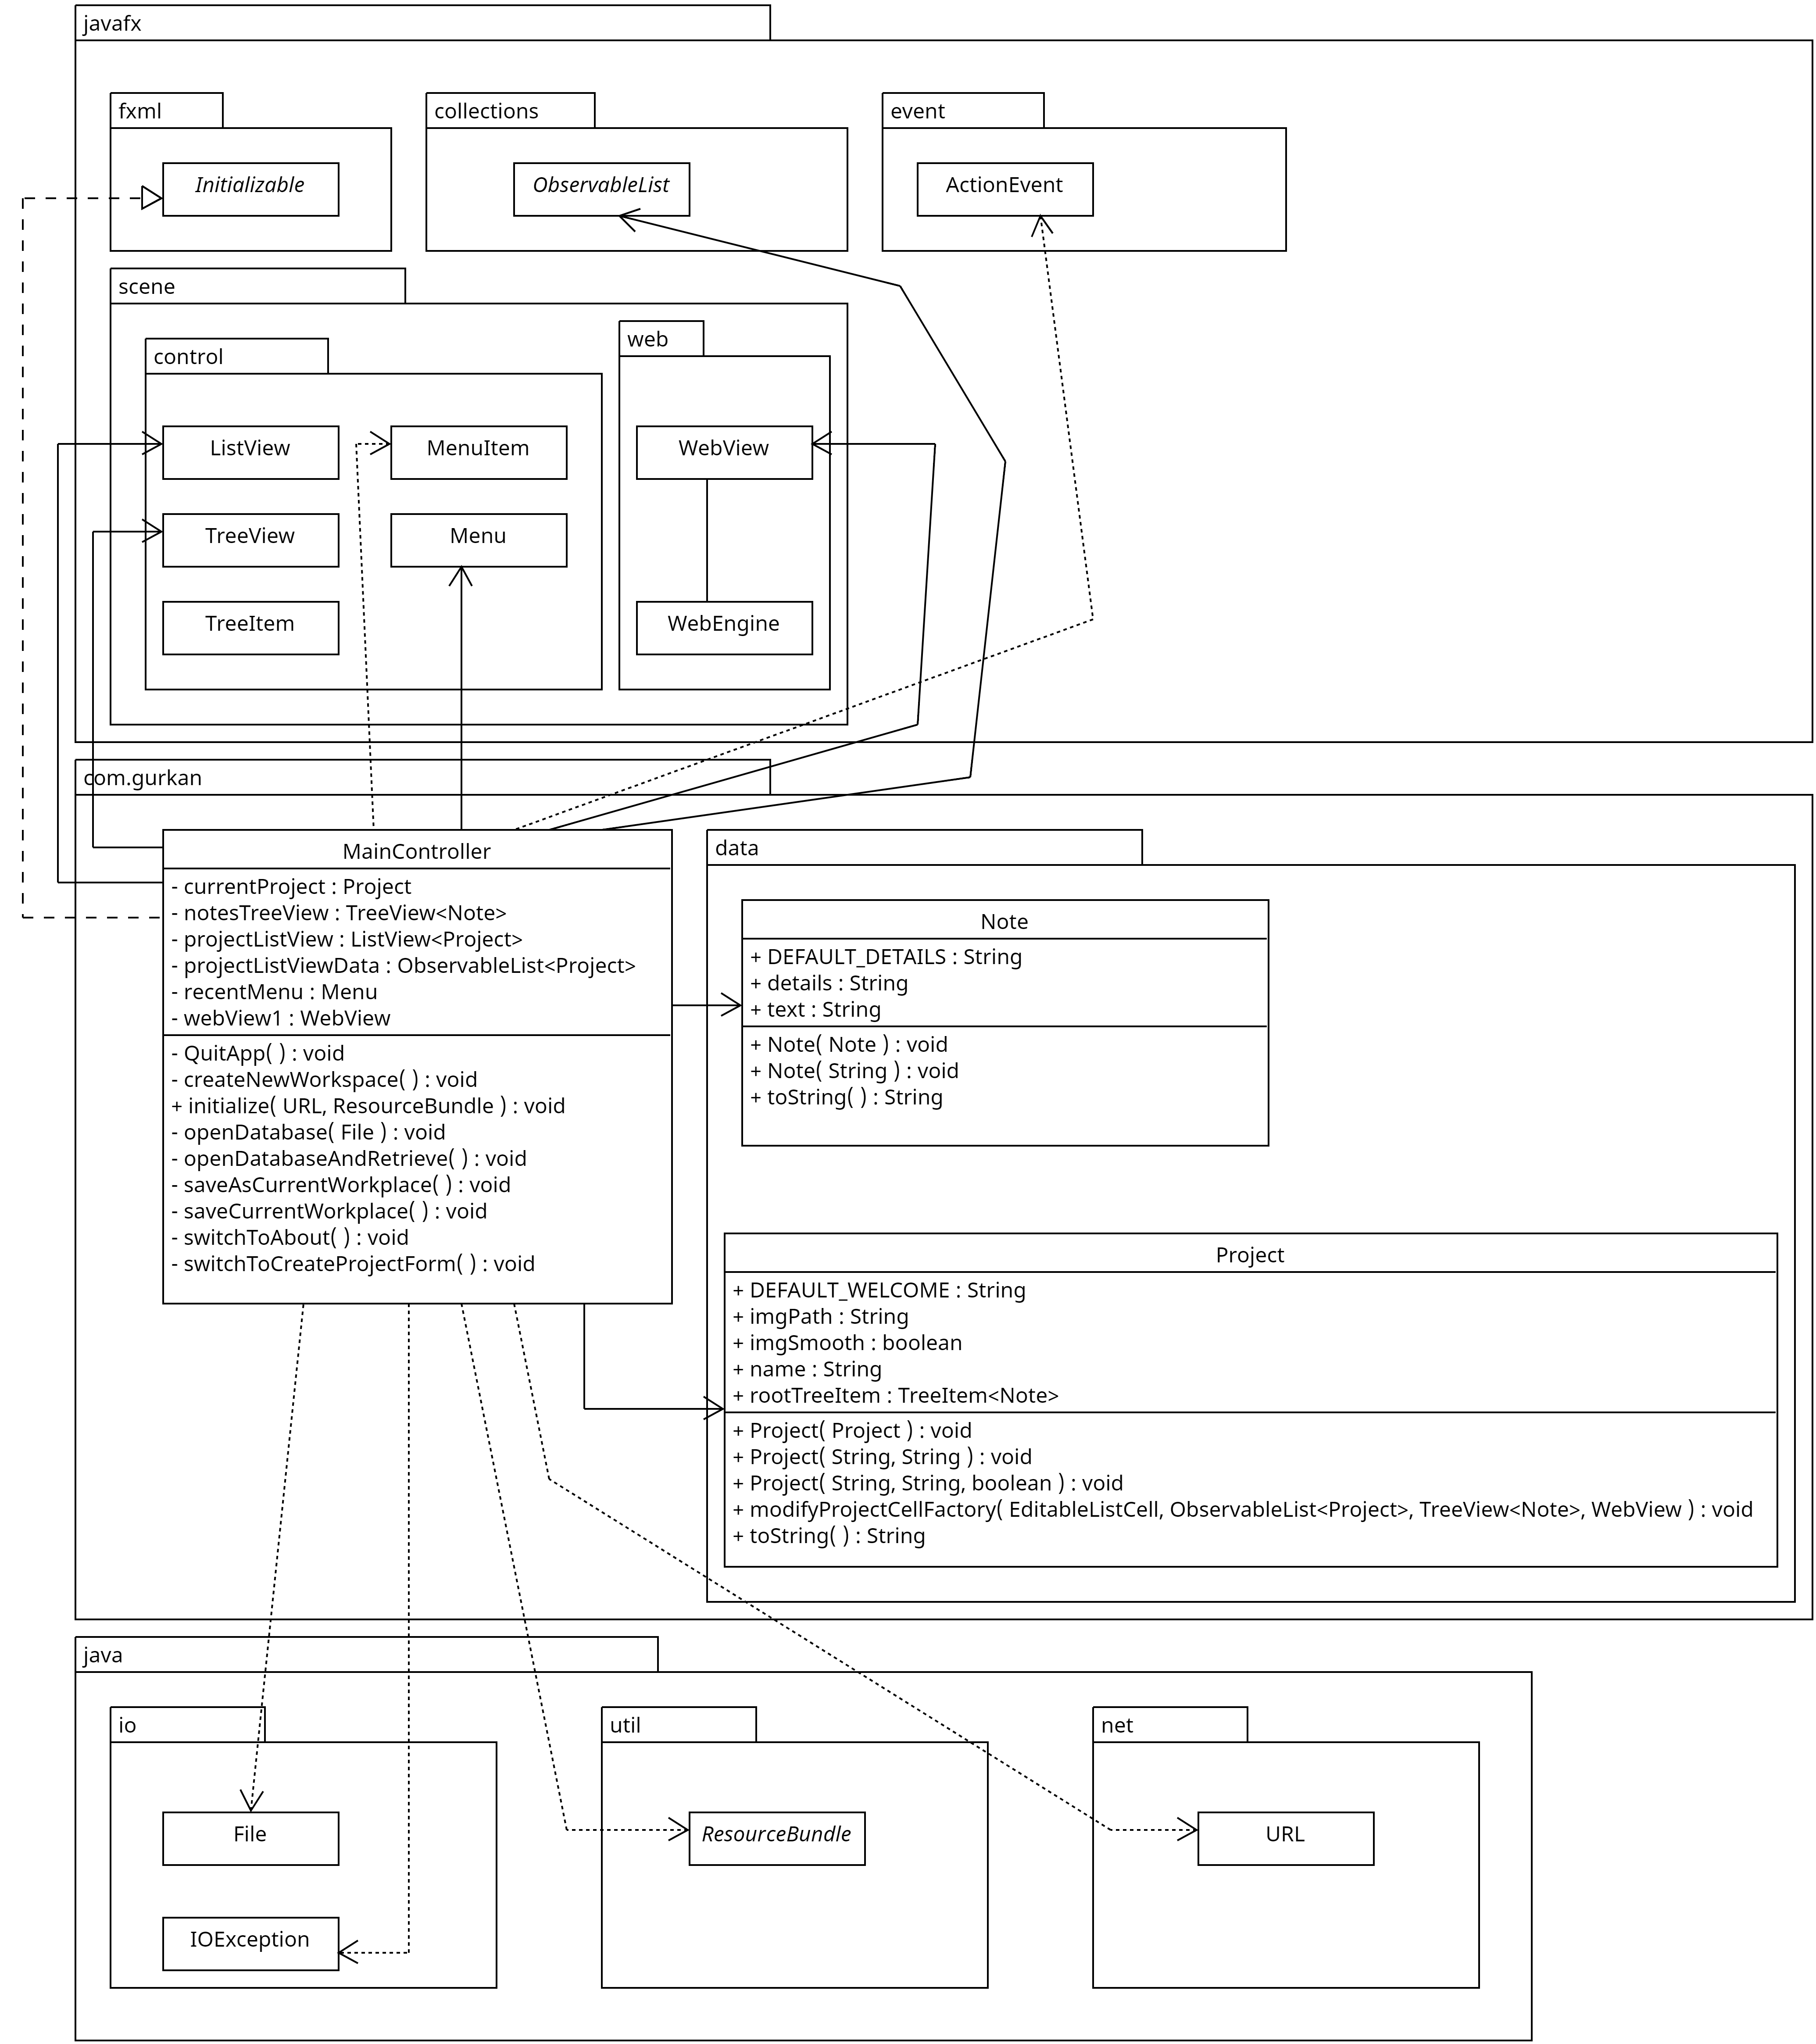 javafx
fxml
collections
event
Initializable
ObservableList
ActionEvent
scene
control
web
ListView
MenuItem
WebView
TreeView
Menu
TreeItem
WebEngine
com.gurkan
MainController
- currentProject : Project
- notesTreeView : TreeView<Note>
- projectListView : ListView<Project>
- projectListViewData : ObservableList<Project>
- recentMenu : Menu
- webView1 : WebView
- QuitApp( ) : void
- createNewWorkspace( ) : void
+ initialize( URL, ResourceBundle ) : void
- openDatabase( File ) : void
- openDatabaseAndRetrieve( ) : void
- saveAsCurrentWorkplace( ) : void
- saveCurrentWorkplace( ) : void
- switchToAbout( ) : void
- switchToCreateProjectForm( ) : void
data
Note
+ DEFAULT_DETAILS : String
+ details : String
+ text : String
+ Note( Note ) : void
+ Note( String ) : void
+ toString( ) : String
Project
+ DEFAULT_WELCOME : String
+ imgPath : String
+ imgSmooth : boolean
+ name : String
+ rootTreeItem : TreeItem<Note>
+ Project( Project ) : void
+ Project( String, String ) : void
+ Project( String, String, boolean ) : void
+ modifyProjectCellFactory( EditableListCell, ObservableList<Project>, TreeView<Note>, WebView ) : void
+ toString( ) : String
java
io
util
net
File
ResourceBundle
URL
IOException